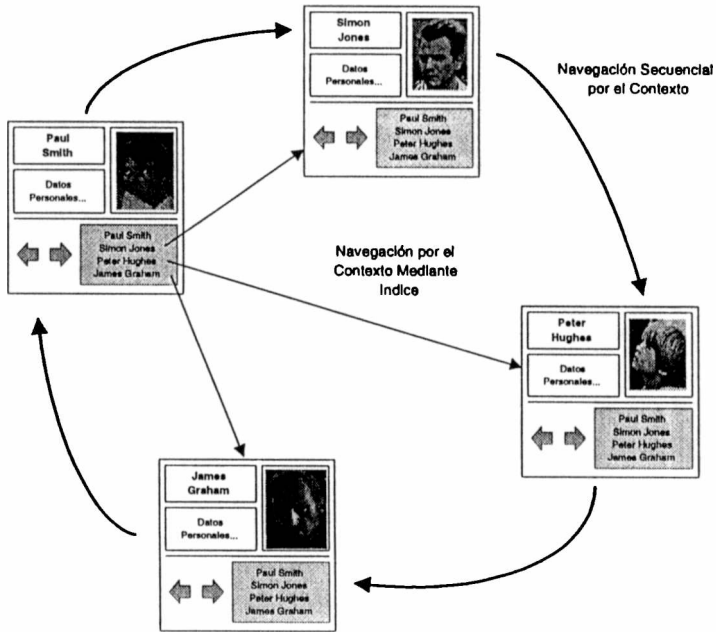 Simon
Jones
Datos
Personales...
Paul Smith
Simon Jones
Peter Hughes
James Graham
Navegación Secuencial
por el Contexto
Paul
Smith
Datos
Personales...
Paul Smith
Simon Jones
Peter Hughes
James Graham
Navegación por el
Contexto Mediante
Indice
Peter
Hughes
Datos
Personales...
Paul Smith
Simon Jones
Peter Hughes
James Graham
James
Graham
Datos
Personales...
Paul Smith
Simon Jones
Peter Hughes
James Graham